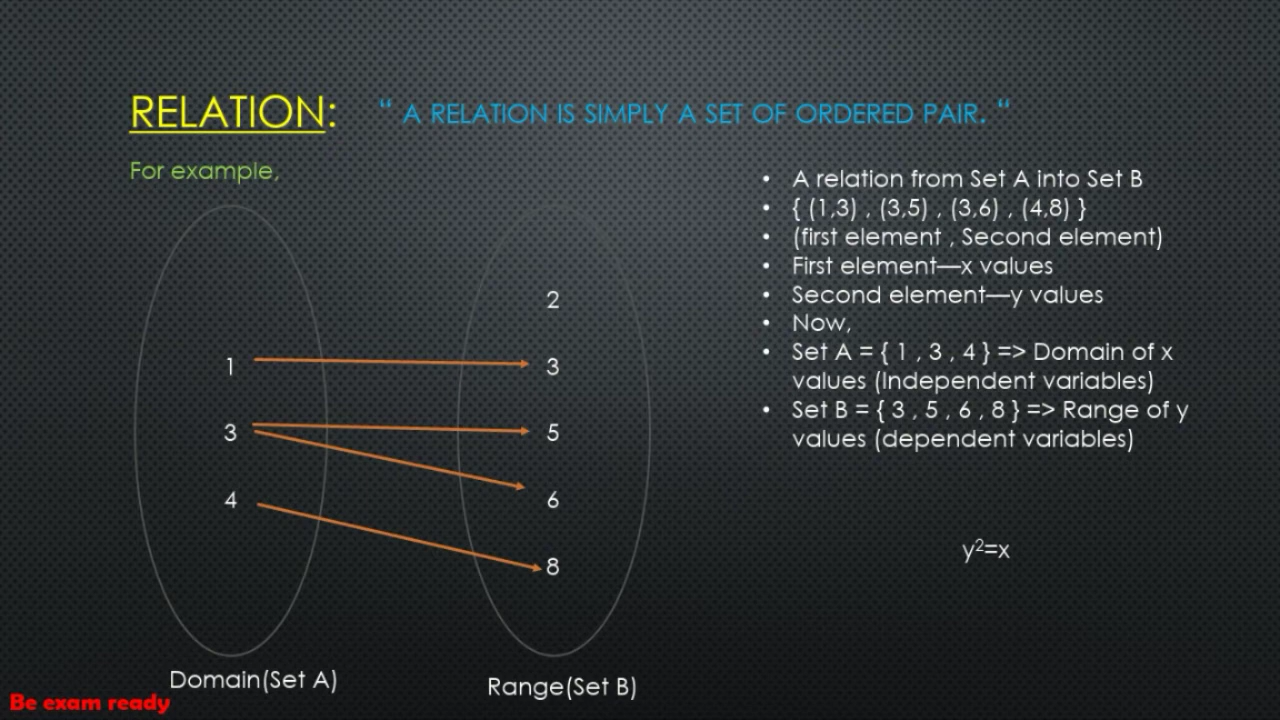 RELATION: “ A RELATION IS SIMPLY A SET OF ORDERED PAIR. “
For example,
• A relation from Set A into Set B
• { (1,3) , (3,5) , (3,6) , (4,8) }
• (first element , Second element)
• First element—x values
• Second element—y values
• Now,
• Set A = { 1 , 3 , 4 } => Domain of x
values (Independent variables)
• Set B = { 3 , 5 , 6 , 8 } => Range of y
values (dependent variables)
2
1 3
3 5
4 6
8
y²=x
Domain(Set A)
Range(Set B)
Be exam ready